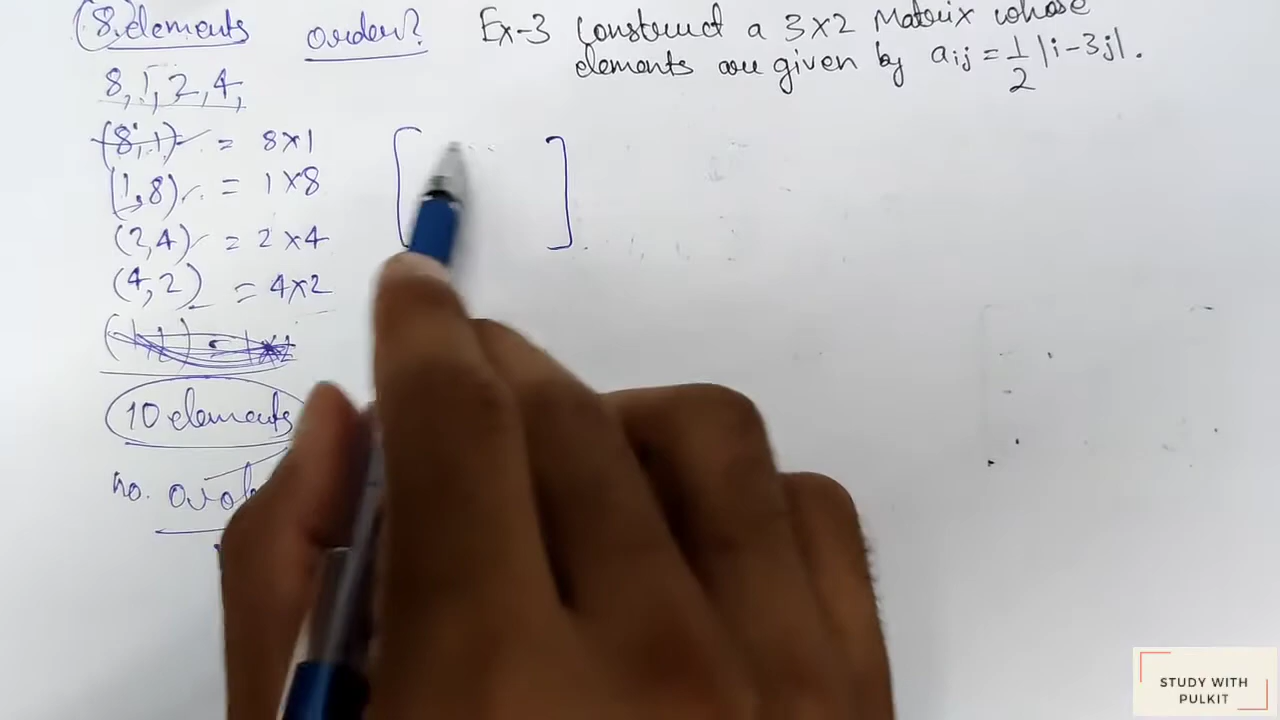 8 elements order?
8, 1, 2, 4,
(8, 1) = 8×1
(1, 8) = 1×8
(2, 4) = 2×4
(4, 2) = 4×2
10 elements
no.
Ex-3 Construct a 3×2 Matrix whose
elements are given by aij = 1/2 |i-3j|.
STUDY WITH
PULKIT